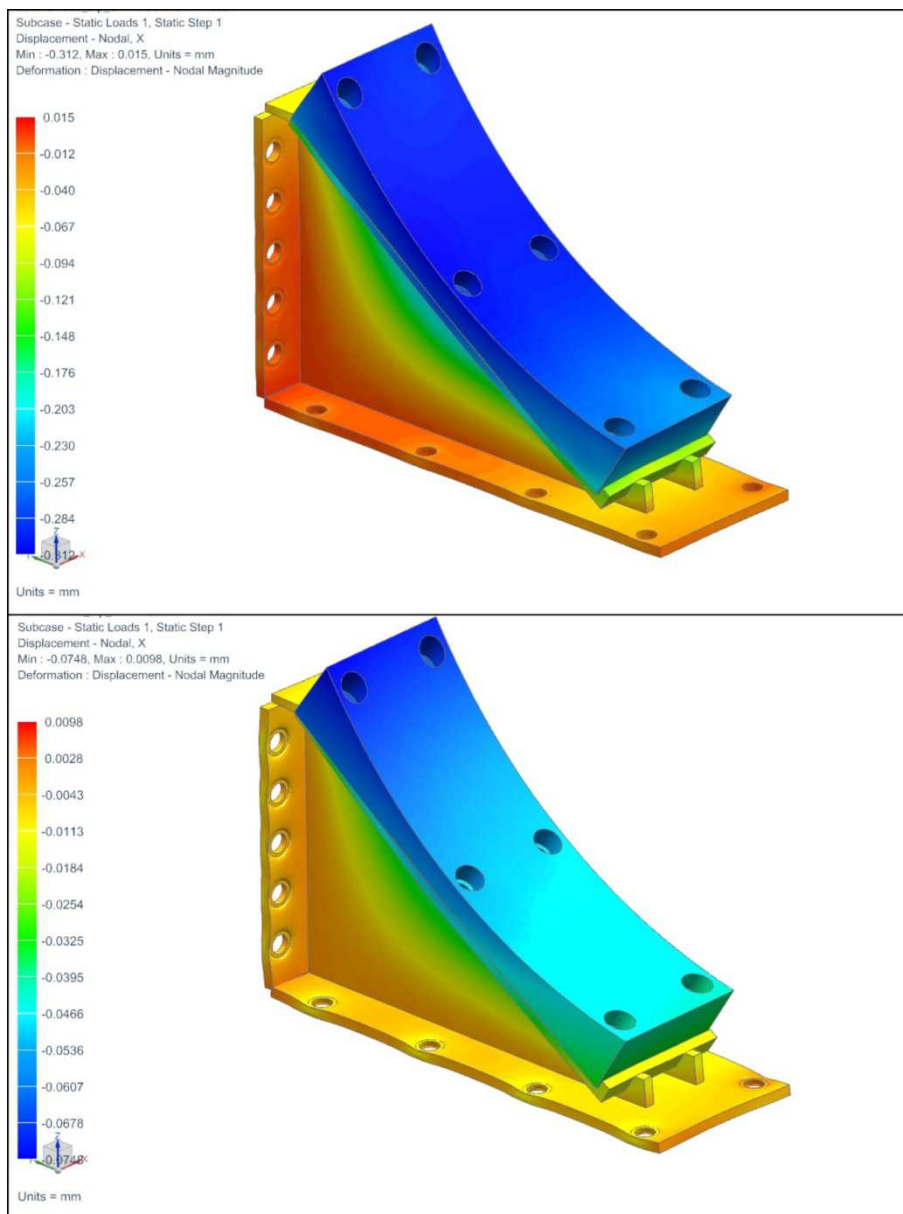 Subcase - Static Loads 1, Static Step 1
Displacement - Nodal, X
Min : -0.312, Max : 0.015, Units = mm
Deformation : Displacement - Nodal Magnitude
0.015
-0.012
-0.040
-0.067
-0.094
-0.121
-0.148
-0.176
-0.203
-0.230
-0.257
-0.284
-0.312
Z
X
Units = mm
Subcase - Static Loads 1, Static Step 1
Displacement - Nodal, X
Min : -0.0748, Max : 0.0098, Units = mm
Deformation : Displacement - Nodal Magnitude
0.0098
0.0028
-0.0043
-0.0113
-0.0184
-0.0254
-0.0325
-0.0395
-0.0466
-0.0536
-0.0607
-0.0678
-0.0748
Z
X
Units = mm